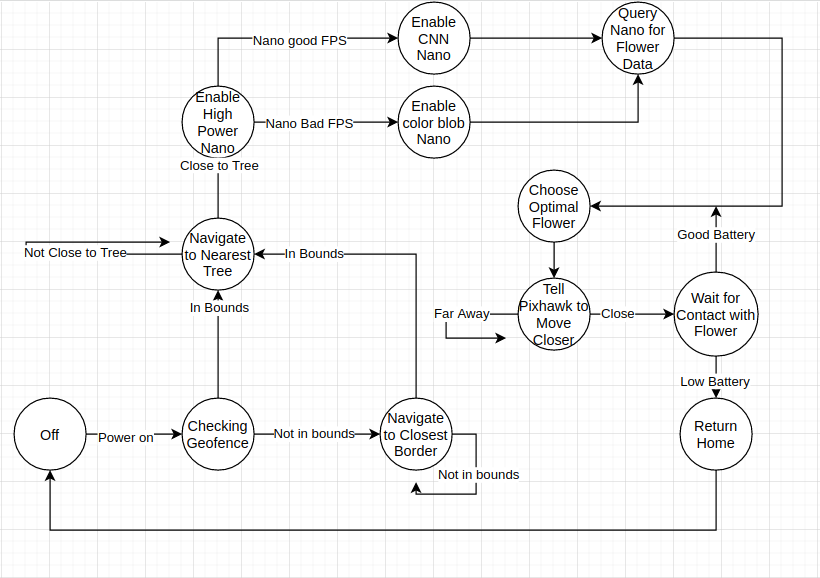 Enable
CNN
Nano
Query
Nano for
Flower
Data
Nano good FPS
Enable
High
Power
Nano
Enable
color blob
Nano
Nano Bad FPS
Close to Tree
Choose
Optimal
Flower
Good Battery
Navigate
to Nearest
Tree
Not Close to Tree
In Bounds
Tell
Pixhawk to
Move
Closer
Wait for
Contact with
Flower
In Bounds
Far Away
Close
Low Battery
Off
Power on
Checking
Geofence
Not in bounds
Navigate
to Closest
Border
Return
Home
Not in bounds